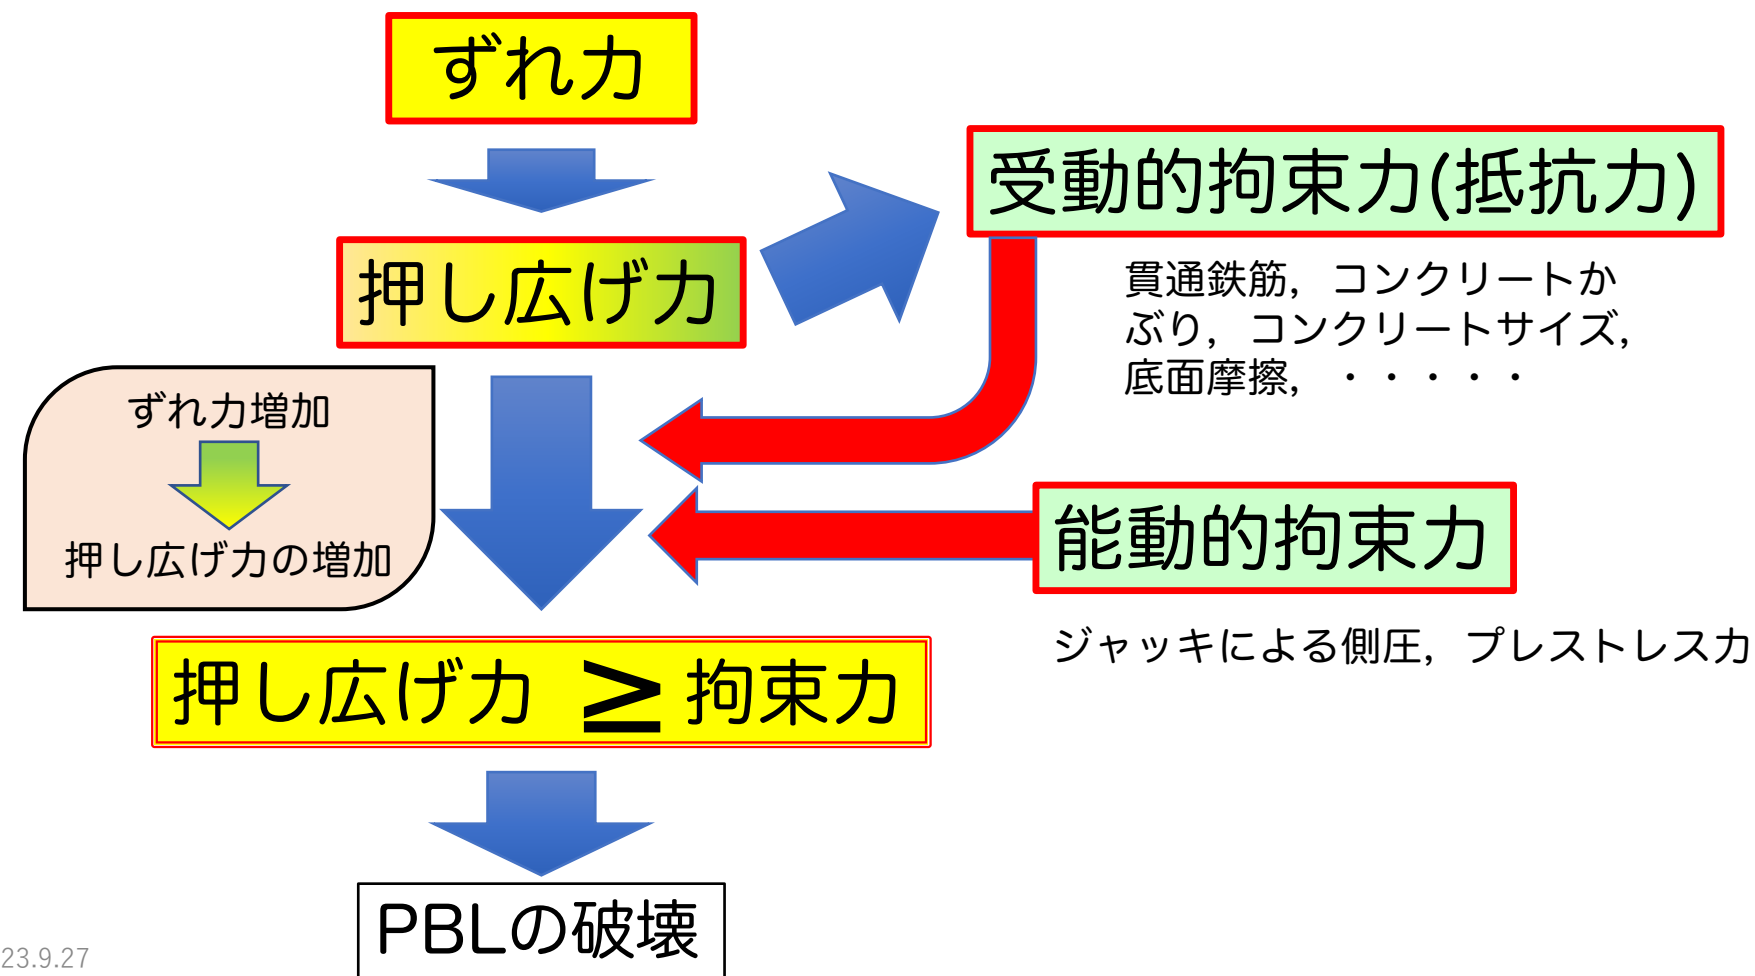 ずれ力
押し広げ力
受動的拘束力(抵抗力)
貫通鉄筋，コンクリートか
ぶり，コンクリートサイズ，
底面摩擦，・・・・・
ずれ力増加
押し広げ力の増加
能動的拘束力
ジャッキによる側圧，プレストレス力
押し広げ力 ≥ 拘束力
PBLの破壊
23.9.27